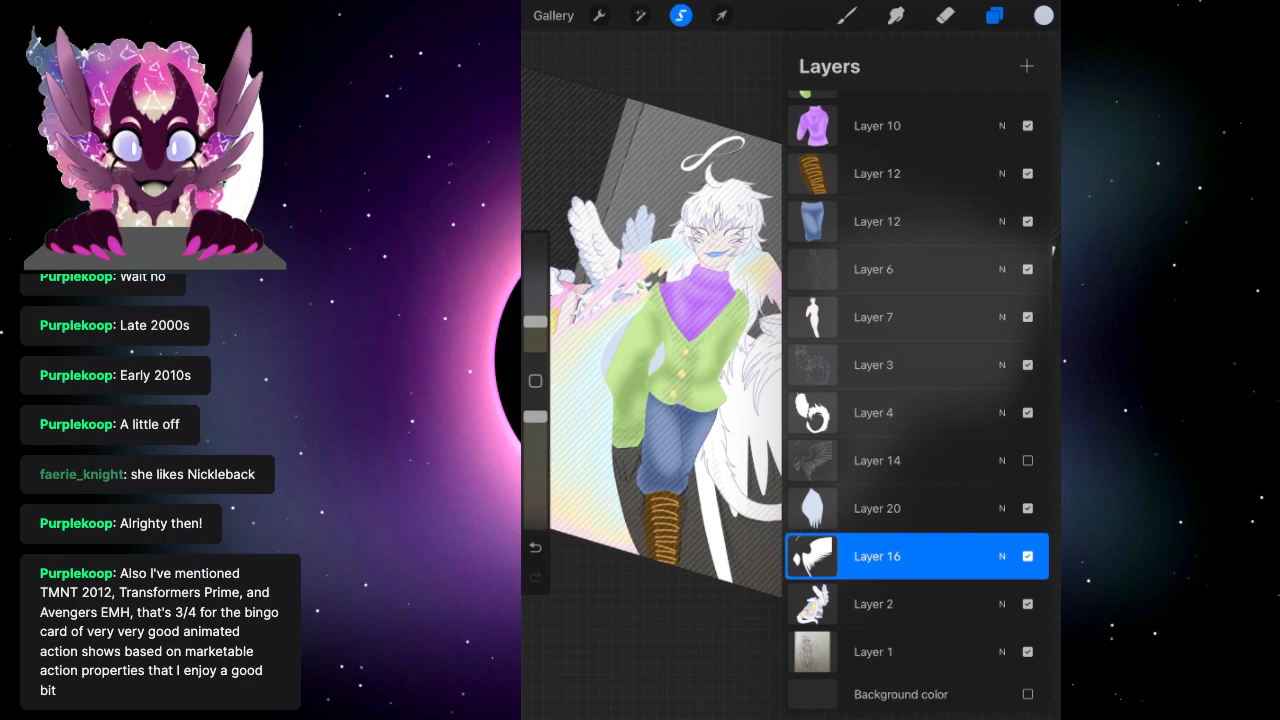 Purplekoop: Wait no
Purplekoop: Late 2000s
Purplekoop: Early 2010s
Purplekoop: A little off
faerie_knight: she likes Nickleback
Purplekoop: Alrighty then!
Purplekoop: Also I've mentioned
TMNT 2012, Transformers Prime, and
Avengers EMH, that's 3/4 for the bingo
card of very very good animated
action shows based on marketable
action properties that I enjoy a good
bit
Gallery
Layers
Layer 10 N
Layer 12 N
Layer 12 N
Layer 6 N
Layer 7 N
Layer 3 N
Layer 4 N
Layer 14 N
Layer 20 N
Layer 16 N
Layer 2 N
Layer 1 N
Background color